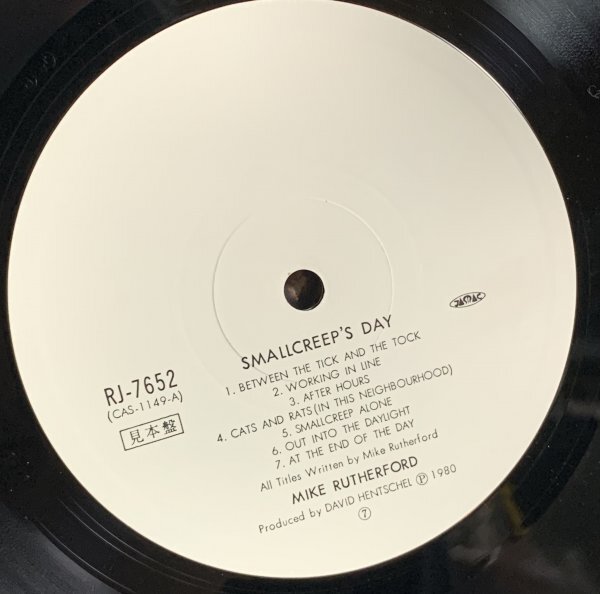 SMALLCREEP'S DAY
1. BETWEEN THE TICK AND THE TOCK
2. WORKING IN LINE
3. AFTER HOURS
4. CATS AND RATS (IN THIS NEIGHBOURHOOD)
5. SMALLCREEP ALONE
6. OUT INTO THE DAYLIGHT
7. AT THE END OF THE DAY
All Titles Written by Mike Rutherford
MIKE RUTHERFORD
Produced by DAVID HENTSCHEL Ⓟ 1980
⑦
RJ-7652
(CAS-1149-A)
見本盤
JASRAC